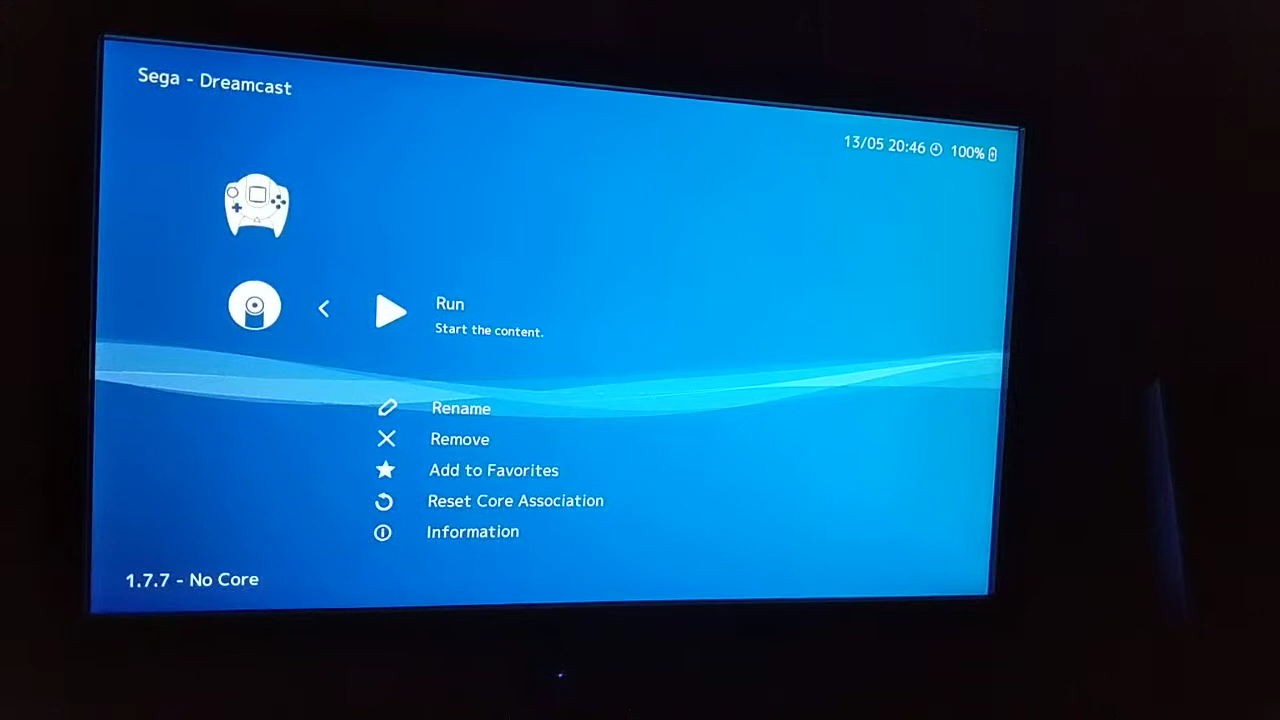 Sega - Dreamcast
13/05 20:46 100%
Run
Start the content.
Rename
Remove
Add to Favorites
Reset Core Association
Information
1.7.7 - No Core